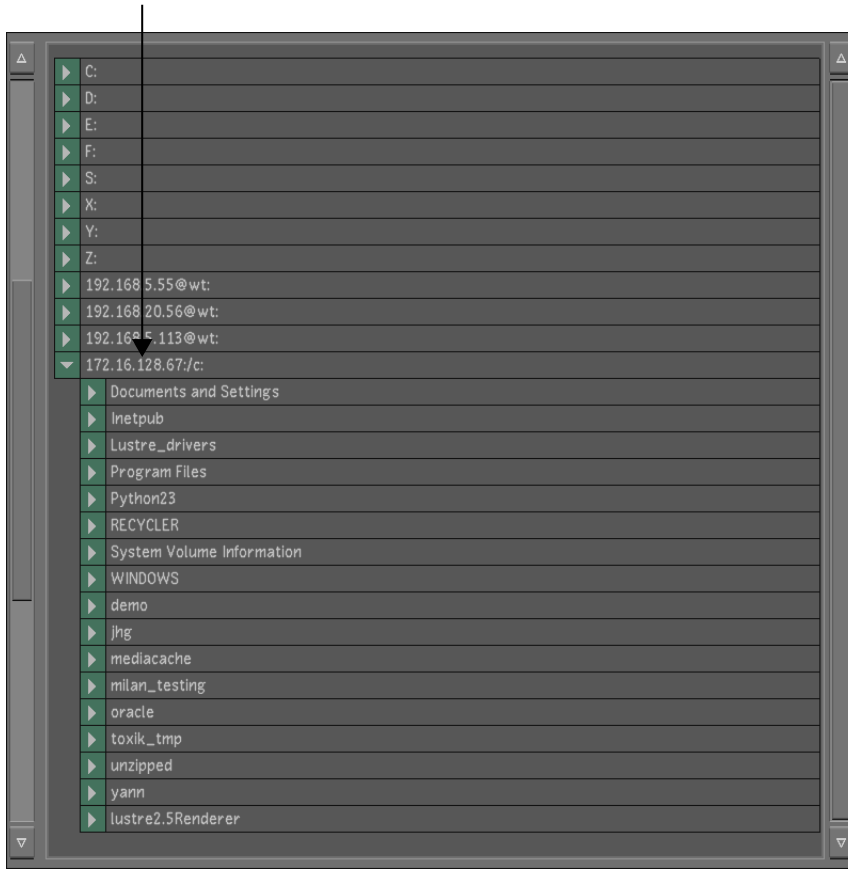 C:
D:
E:
F:
S:
X:
Y:
Z:
192.168.5.55@wt:
192.168.20.56@wt:
192.168.5.113@wt:
172.16.128.67:/c:
Documents and Settings
Inetpub
Lustre_drivers
Program Files
Python23
RECYCLER
System Volume Information
WINDOWS
demo
jhg
mediacache
milan_testing
oracle
toxik_tmp
unzipped
yann
lustre2.5Renderer